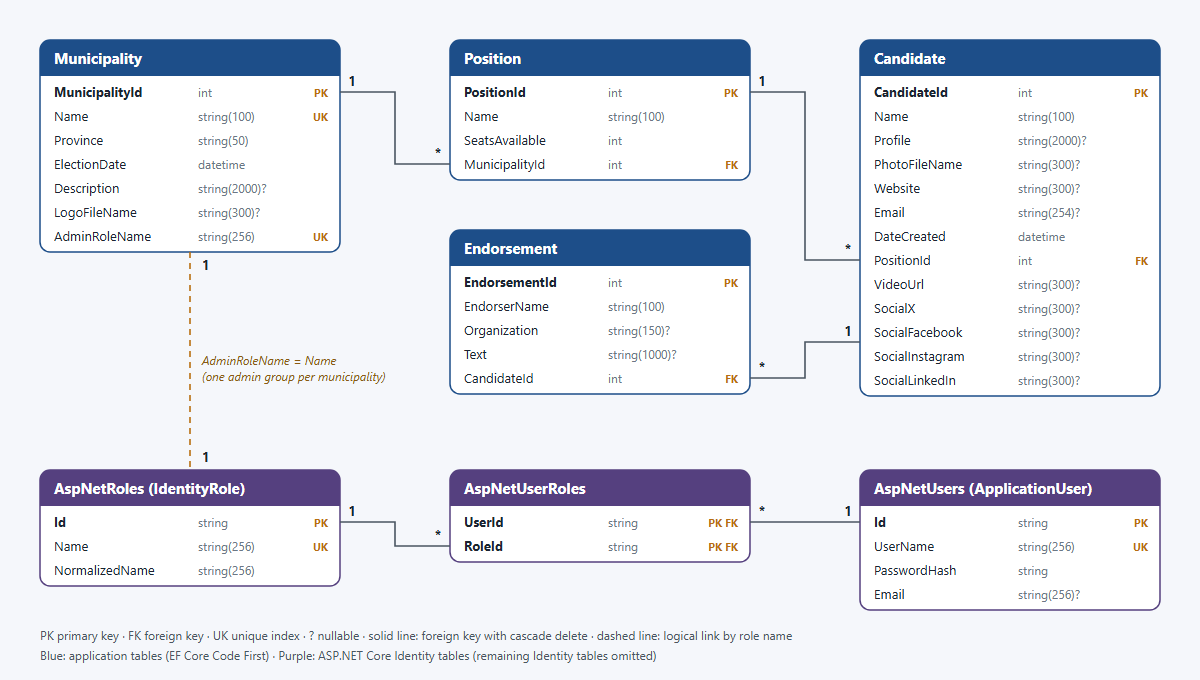 Municipality
MunicipalityId int PK
Name string(100) UK
Province string(50)
ElectionDate datetime
Description string(2000)?
LogoFileName string(300)?
AdminRoleName string(256) UK
1
*
Position
PositionId int PK
Name string(100)
SeatsAvailable int
MunicipalityId int FK
1
*
Candidate
CandidateId int PK
Name string(100)
Profile string(2000)?
PhotoFileName string(300)?
Website string(300)?
Email string(254)?
DateCreated datetime
PositionId int FK
VideoUrl string(300)?
SocialX string(300)?
SocialFacebook string(300)?
SocialInstagram string(300)?
SocialLinkedIn string(300)?
Endorsement
EndorsementId int PK
EndorserName string(100)
Organization string(150)?
Text string(1000)?
CandidateId int FK
*
1
1
AdminRoleName = Name
(one admin group per municipality)
1
AspNetRoles (IdentityRole)
Id string PK
Name string(256) UK
NormalizedName string(256)
1
*
AspNetUserRoles
UserId string PK FK
RoleId string PK FK
*
1
AspNetUsers (ApplicationUser)
Id string PK
UserName string(256) UK
PasswordHash string
Email string(256)?
PK primary key · FK foreign key · UK unique index · ? nullable · solid line: foreign key with cascade delete · dashed line: logical link by role name
Blue: application tables (EF Core Code First) · Purple: ASP.NET Core Identity tables (remaining Identity tables omitted)